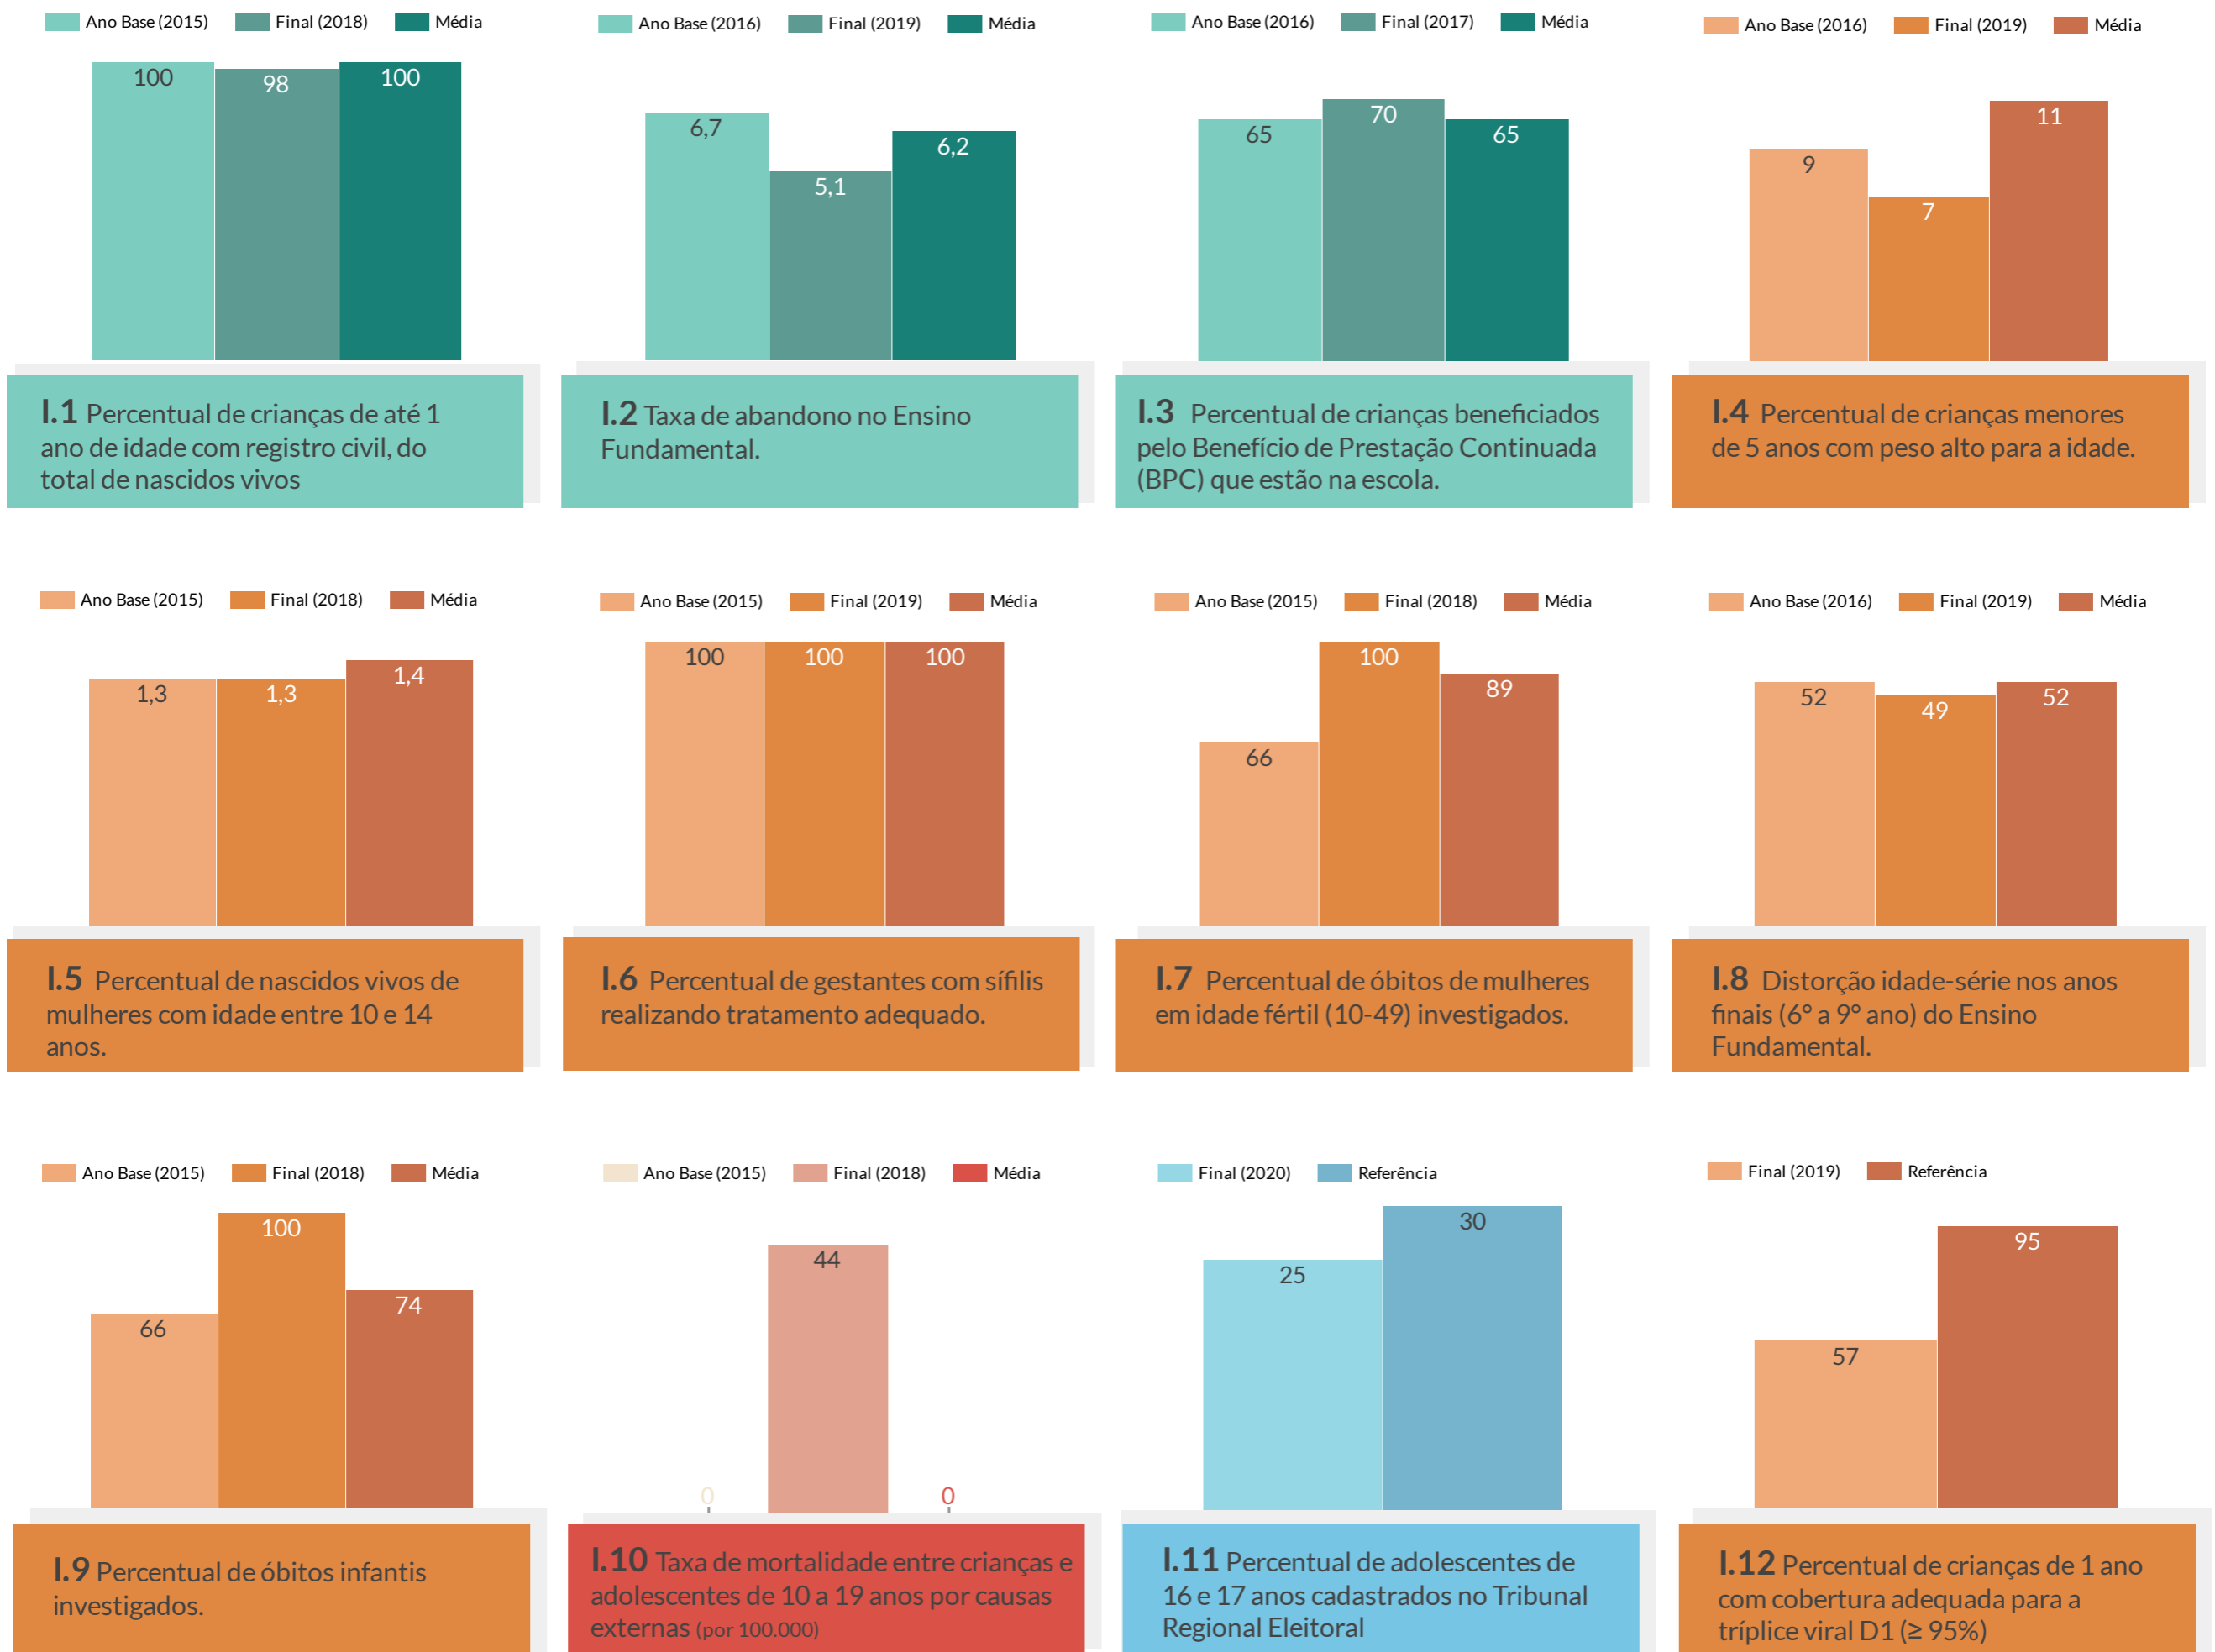 Ano Base (2015) Final (2018) Média
100 98 100
I.1 Percentual de crianças de até 1
ano de idade com registro civil, do
total de nascidos vivos
Ano Base (2016) Final (2019) Média
6,7 5,1 6,2
I.2 Taxa de abandono no Ensino
Fundamental.
Ano Base (2016) Final (2017) Média
65 70 65
I.3 Percentual de crianças beneficiados
pelo Benefício de Prestação Continuada
(BPC) que estão na escola.
Ano Base (2016) Final (2019) Média
9 7 11
I.4 Percentual de crianças menores
de 5 anos com peso alto para a idade.
Ano Base (2015) Final (2018) Média
1,3 1,3 1,4
I.5 Percentual de nascidos vivos de
mulheres com idade entre 10 e 14
anos.
Ano Base (2015) Final (2019) Média
100 100 100
I.6 Percentual de gestantes com sífilis
realizando tratamento adequado.
Ano Base (2015) Final (2018) Média
66 100 89
I.7 Percentual de óbitos de mulheres
em idade fértil (10-49) investigados.
Ano Base (2016) Final (2019) Média
52 49 52
I.8 Distorção idade-série nos anos
finais (6° a 9° ano) do Ensino
Fundamental.
Ano Base (2015) Final (2018) Média
66 100 74
I.9 Percentual de óbitos infantis
investigados.
Ano Base (2015) Final (2018) Média
0 44 0
I.10 Taxa de mortalidade entre crianças e
adolescentes de 10 a 19 anos por causas
externas (por 100.000)
Final (2020) Referência
25 30
I.11 Percentual de adolescentes de
16 e 17 anos cadastrados no Tribunal
Regional Eleitoral
Final (2019) Referência
57 95
I.12 Percentual de crianças de 1 ano
com cobertura adequada para a
tríplice viral D1 (≥ 95%)